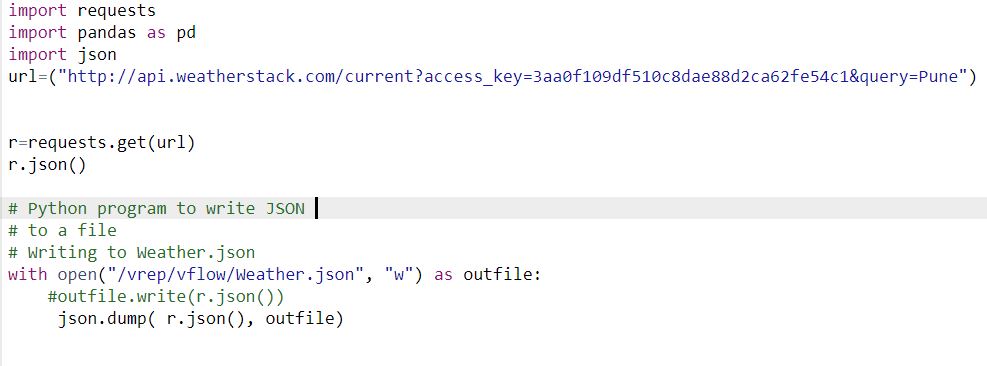 import requests
import pandas as pd
import json
url=("http://api.weatherstack.com/current?access_key=3aa0f109df510c8dae88d2ca62fe54c1&query=Pune")
r=requests.get(url)
r.json()
# Python program to write JSON
# to a file
# Writing to Weather.json
with open("/vrep/vflow/Weather.json", "w") as outfile:
    #outfile.write(r.json())
     json.dump( r.json(), outfile)